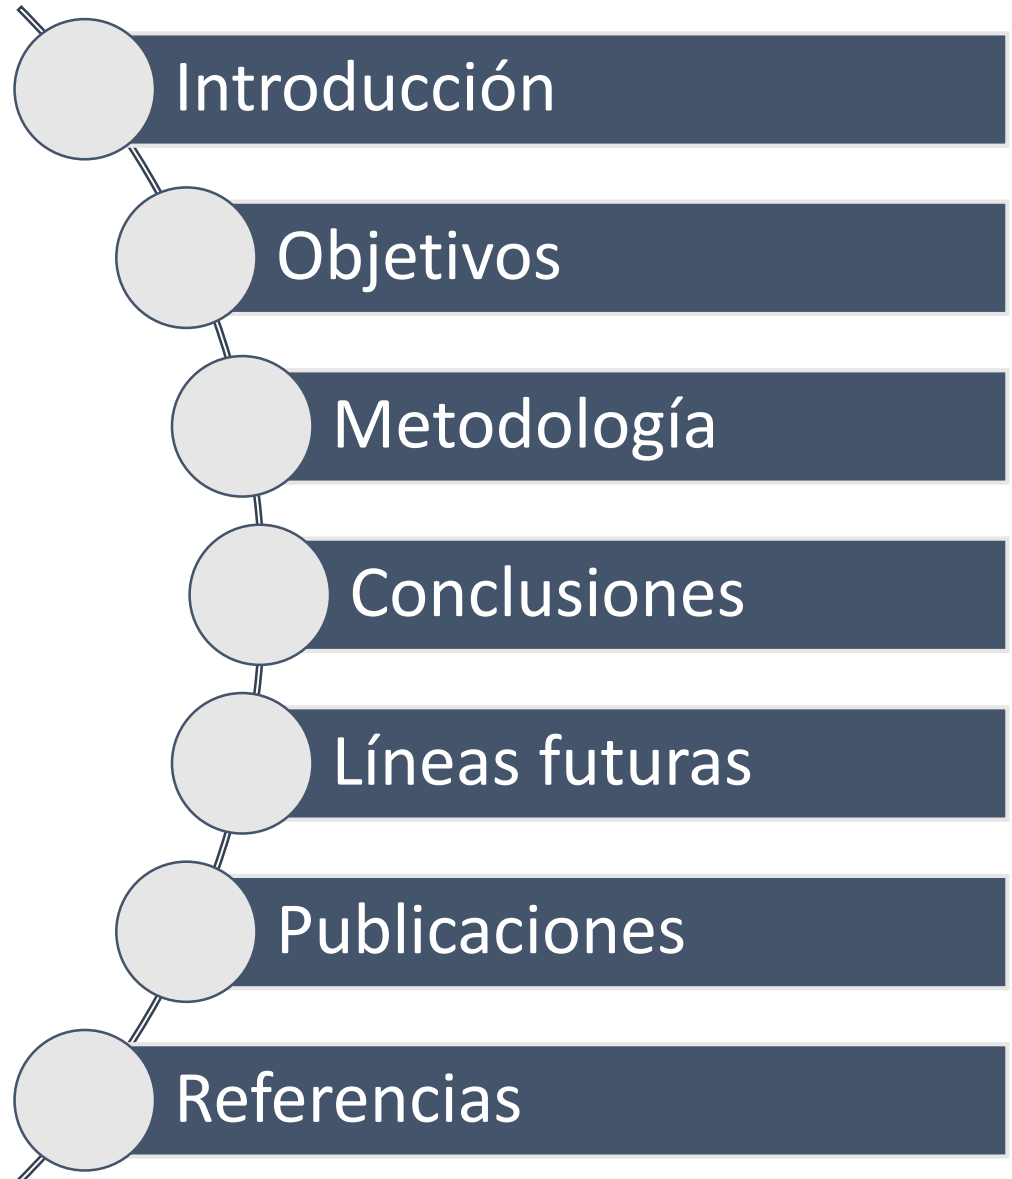 Introducción
Objetivos
Metodología
Conclusiones
Líneas futuras
Publicaciones
Referencias